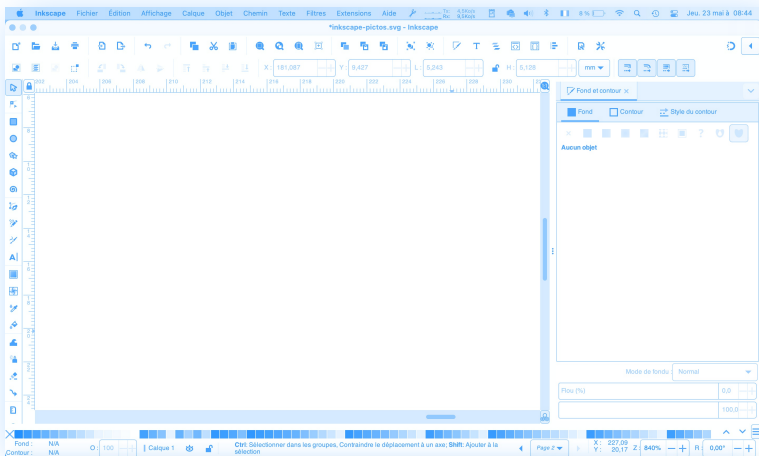 Inkscape Fichier Édition Affichage Calque Objet Chemin Texte Filtres Extensions Aide Jeu. 23 mai à 08:44
*inkscape-pictos.svg - Inkscape
X : 181,087 Y : 9,427 L : 5,243 H : 5,128 mm
Fond et contour
Fond Contour Style du contour
Aucun objet
Mode de fondu : Normal
Flou (%) 0,0
100,0
Fond : N/A
Contour : N/A
O : 100
Calque 1
Ctrl: Sélectionner dans les groupes, Contraindre le déplacement à un axe; Shift: Ajouter à la
sélection
Page 2
X : 227,09
Y : 20,17
Z : 840%
R : 0,00°